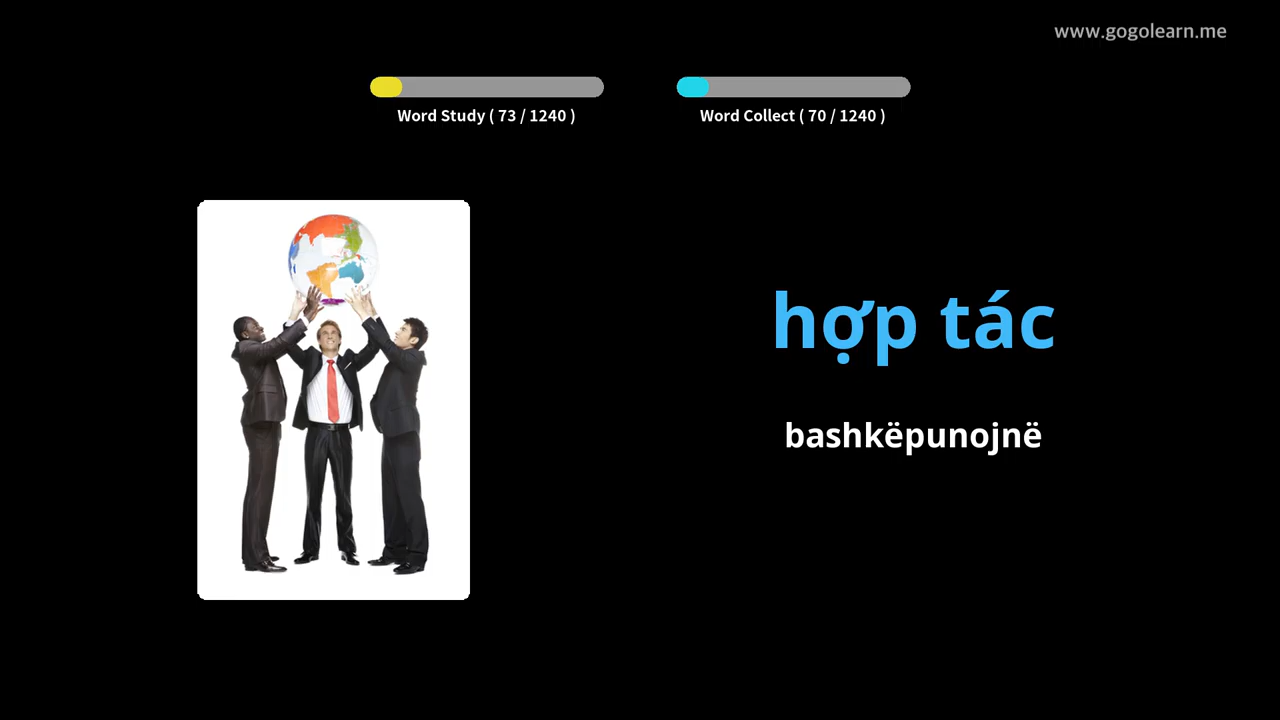 www.gogolearn.me
Word Study ( 73 / 1240 )
Word Collect ( 70 / 1240 )
hợp tác
bashkëpunojnë